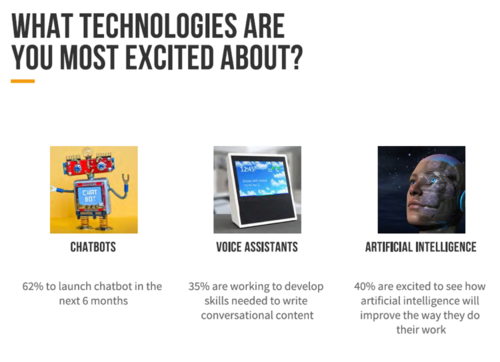 WHAT TECHNOLOGIES ARE
YOU MOST EXCITED ABOUT?
CHAT
BOT
CHATBOTS
VOICE ASSISTANTS
ARTIFICIAL INTELLIGENCE
62% to launch chatbot in the
next 6 months
35% are working to develop
skills needed to write
conversational content
40% are excited to see how
artificial intelligence will
improve the way they do
their work